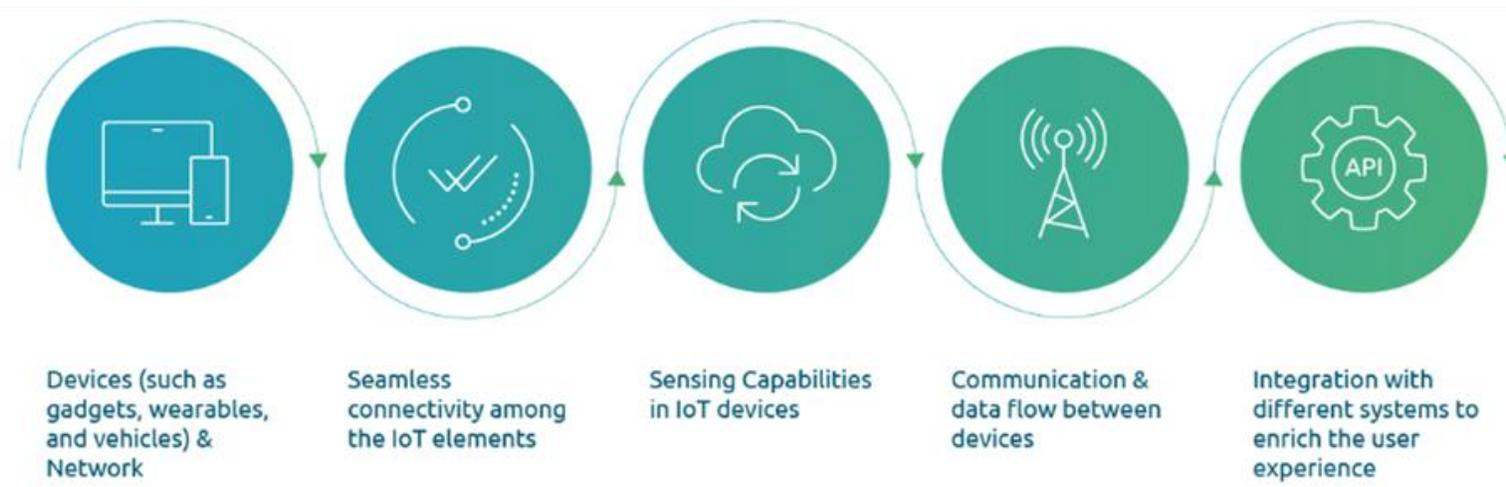 API
Devices (such as
gadgets, wearables,
and vehicles) &
Network
Seamless
connectivity among
the IoT elements
Sensing Capabilities
in IoT devices
Communication &
data flow between
devices
Integration with
different systems to
enrich the user
experience